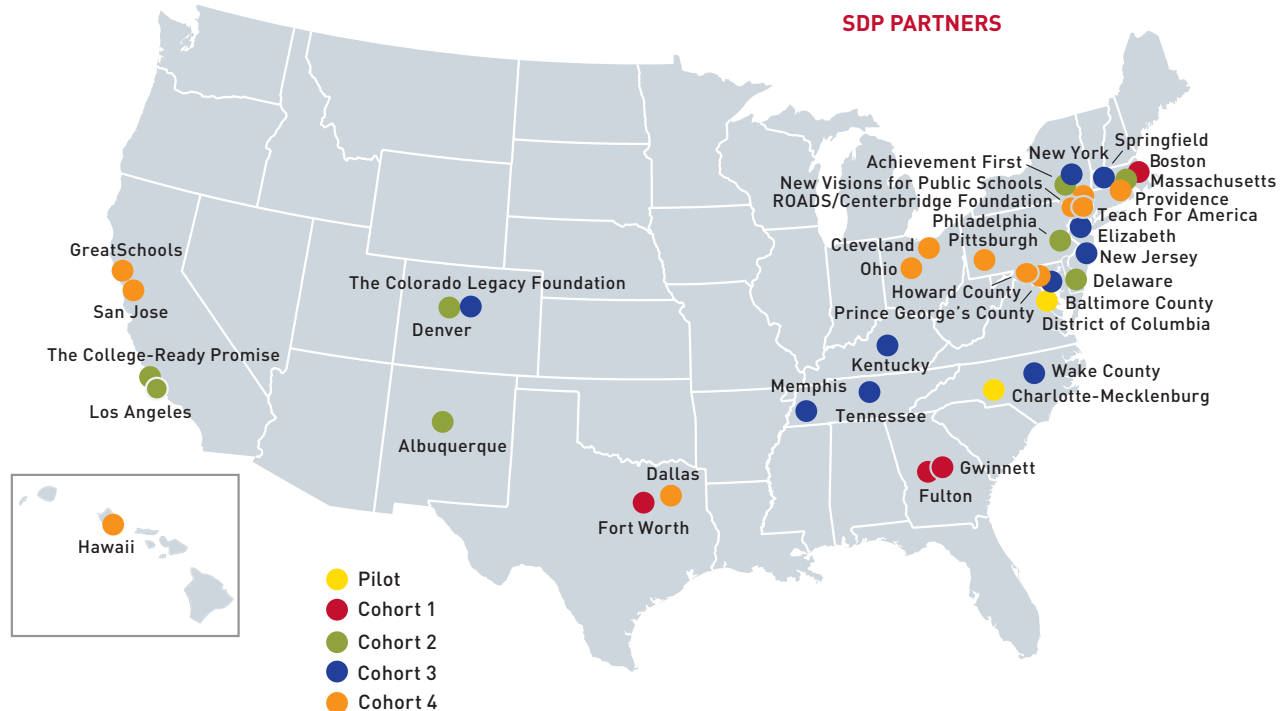 SDP PARTNERS
Springfield
New York
Boston
Achievement First
Massachusetts
New Visions for Public Schools
Providence
ROADS/Centerbridge Foundation
Teach For America
Philadelphia
Elizabeth
Pittsburgh
Cleveland
New Jersey
Ohio
GreatSchools
Delaware
The Colorado Legacy Foundation
Howard County
Baltimore County
San Jose
Prince George's County
District of Columbia
Denver
The College-Ready Promise
Kentucky
Wake County
Memphis
Charlotte-Mecklenburg
Los Angeles
Tennessee
Albuquerque
Gwinnett
Dallas
Fulton
Fort Worth
Hawaii
Pilot
Cohort 1
Cohort 2
Cohort 3
Cohort 4